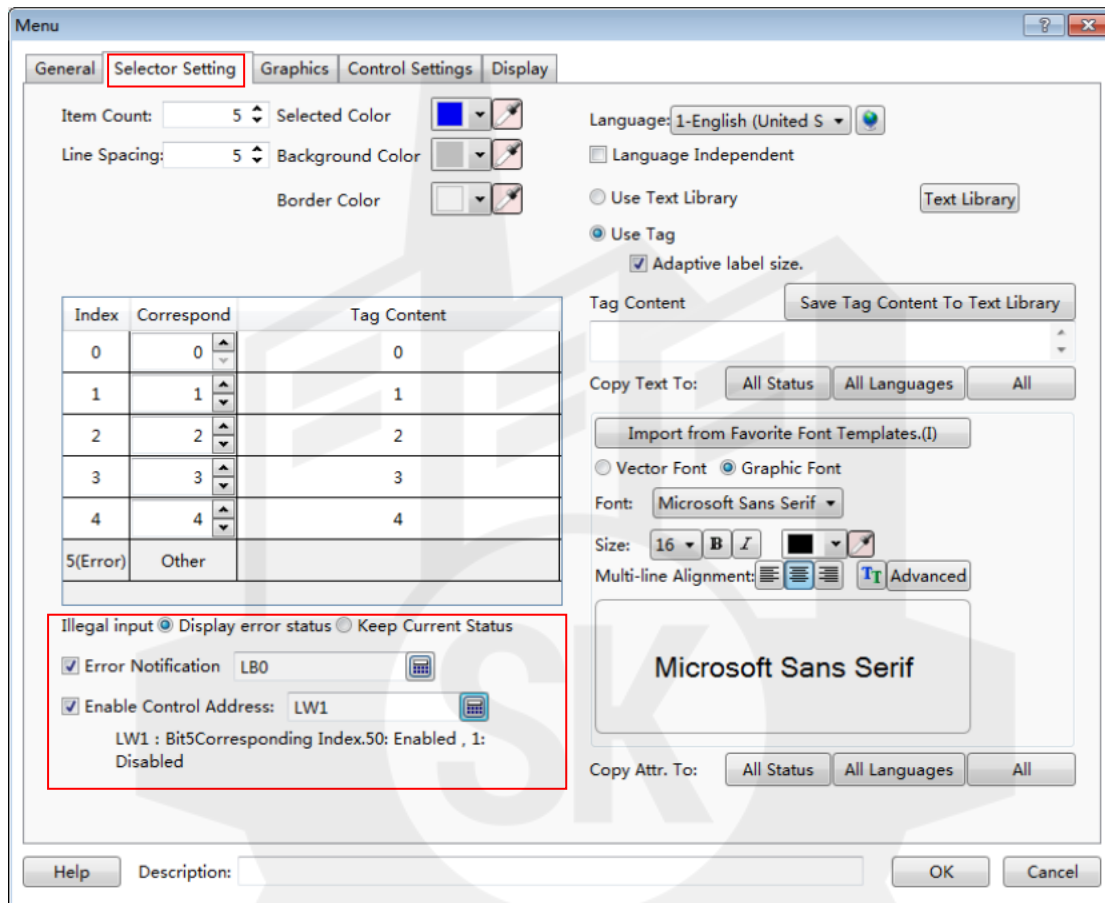 Menu
General Selector Setting Graphics Control Settings Display
Item Count: 5 Selected Color
Line Spacing: 5 Background Color
Border Color
Language: 1-English (United S
Language Independent
Use Text Library Text Library
Use Tag
Adaptive label size.
Index Correspond Tag Content
0 0 0
1 1 1
2 2 2
3 3 3
4 4 4
5(Error) Other
Illegal input Display error status Keep Current Status
Error Notification LB0
Enable Control Address: LW1
LW1 : Bit5Corresponding Index.50: Enabled , 1:
Disabled
Tag Content Save Tag Content To Text Library
Copy Text To: All Status All Languages All
Import from Favorite Font Templates.(I)
Vector Font Graphic Font
Font: Microsoft Sans Serif
Size: 16 B I
Multi-line Alignment: TT Advanced
Microsoft Sans Serif
Copy Attr. To: All Status All Languages All
Help Description: OK Cancel
SK